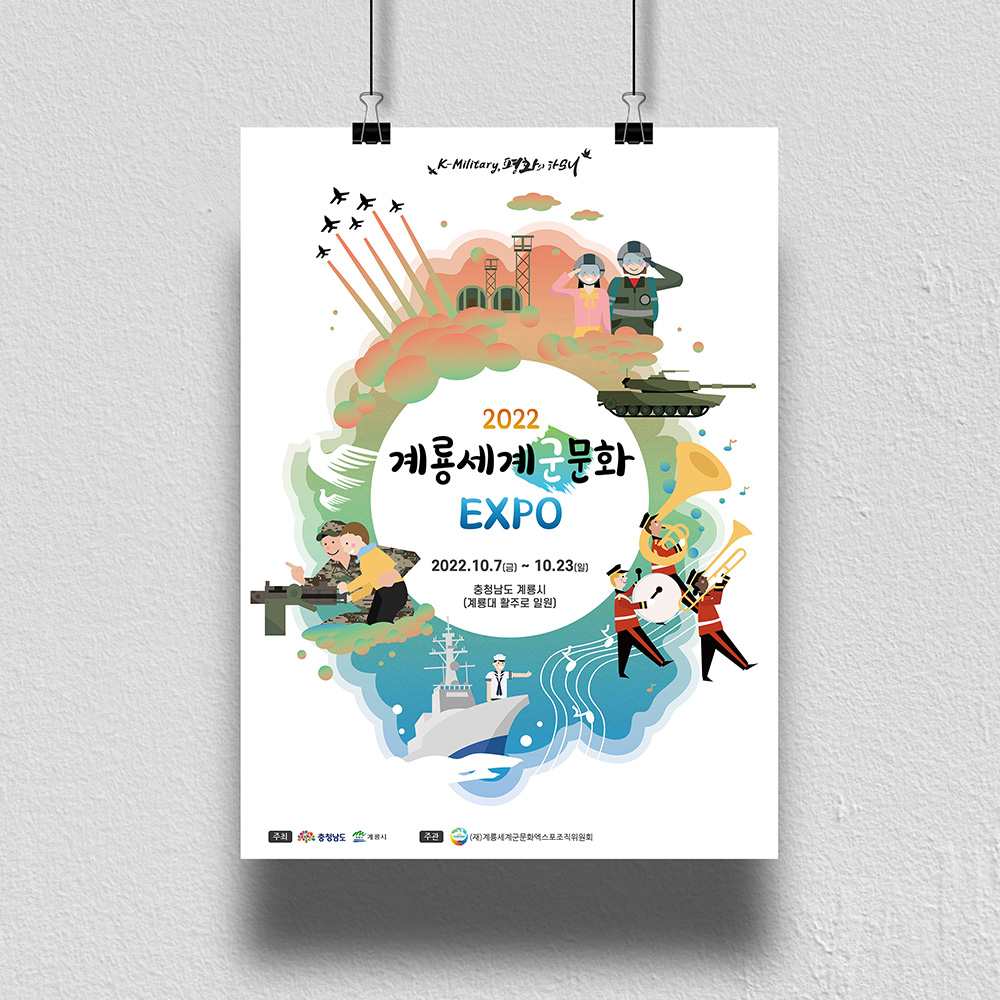 K-Military, 평화의 하모니
2022
계룡세계군문화
EXPO
2022.10.7(금) ~ 10.23(일)
충청남도 계룡시
(계룡대 활주로 일원)
주최 충청남도 계룡시 주관 (재)계룡세계군문화엑스포조직위원회